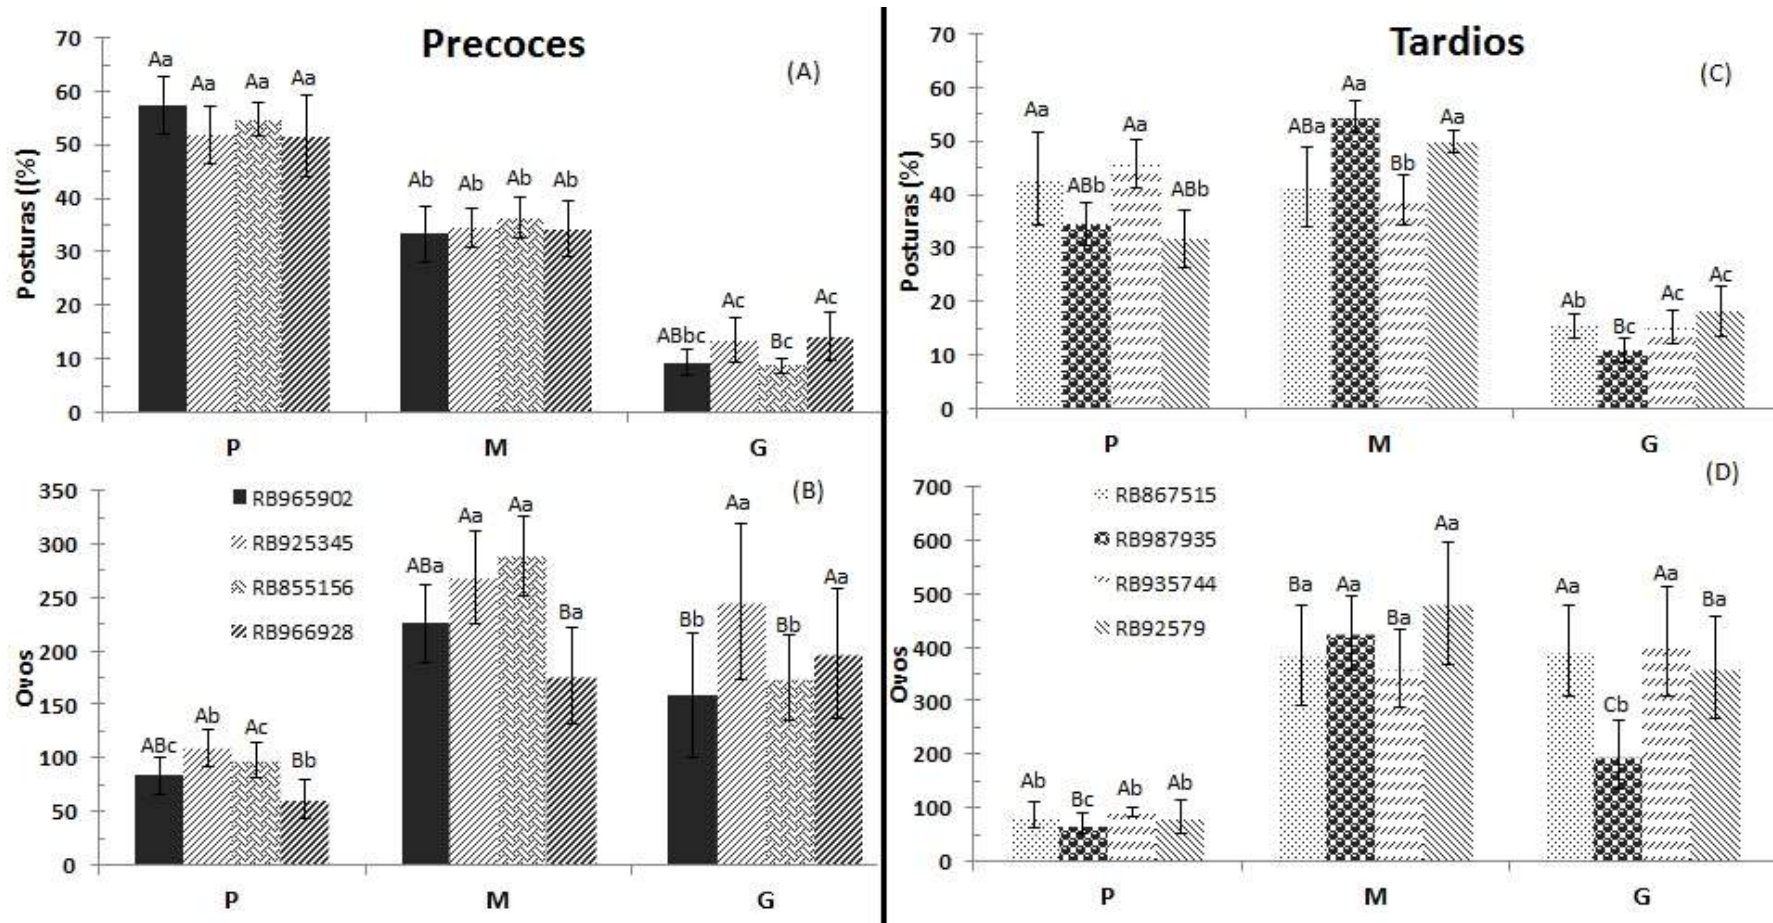 Precoces
(A)
Posturas ((%)
70
60
50
40
30
20
10
0
Aa Aa Aa Aa
Ab Ab Ab Ab
ABbc Ac Bc Ac
P M G
(B)
Ovos
350
300
250
200
150
100
50
0
RB965902
RB925345
RB855156
RB966928
ABc Ab Ac Bb
ABa Aa Aa Ba
Bb Aa Bb Aa
P M G
Tardios
(C)
Posturas (%)
70
60
50
40
30
20
10
0
Aa ABb Aa ABb
ABa Aa Bb Aa
Ab Bc Ac Ac
P M G
(D)
Ovos
700
600
500
400
300
200
100
0
RB867515
RB987935
RB935744
RB92579
Ab Bc Ab Ab
Ba Aa Ba Aa
Aa Cb Aa Ba
P M G